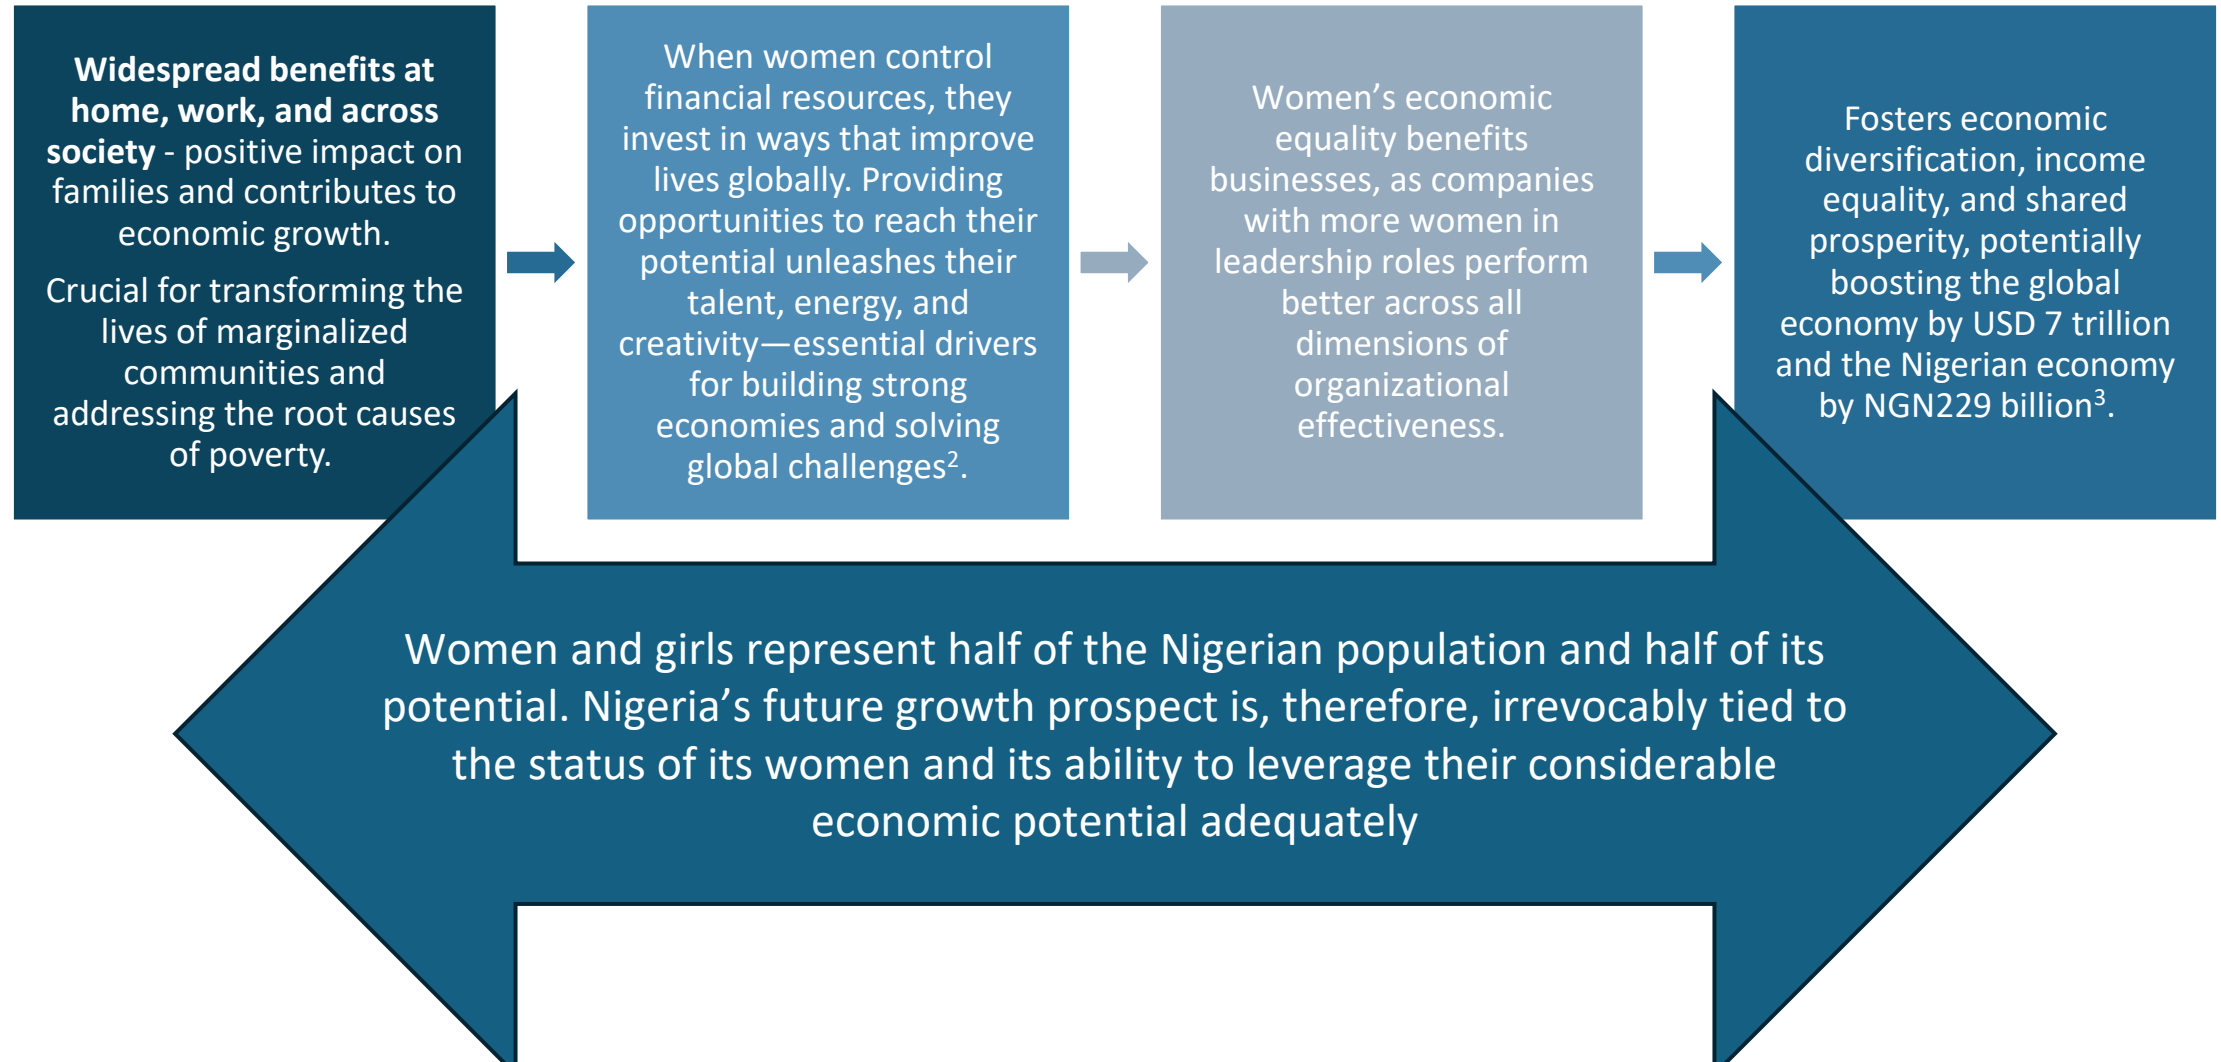 Widespread benefits at
home, work, and across
society - positive impact on
families and contributes to
economic growth.
Crucial for transforming the
lives of marginalized
communities and
addressing the root causes
of poverty.
When women control
financial resources, they
invest in ways that improve
lives globally. Providing
opportunities to reach their
potential unleashes their
talent, energy, and
creativity—essential drivers
for building strong
economies and solving
global challenges².
Women’s economic
equality benefits
businesses, as companies
with more women in
leadership roles perform
better across all
dimensions of
organizational
effectiveness.
Fosters economic
diversification, income
equality, and shared
prosperity, potentially
boosting the global
economy by USD 7 trillion
and the Nigerian economy
by NGN229 billion³.
Women and girls represent half of the Nigerian population and half of its
potential. Nigeria’s future growth prospect is, therefore, irrevocably tied to
the status of its women and its ability to leverage their considerable
economic potential adequately